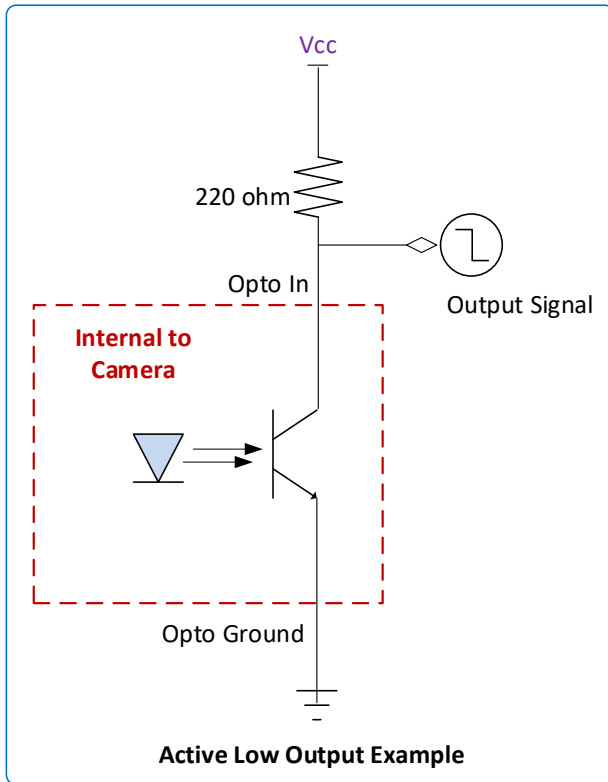 Vcc
220 ohm
Opto In
Output Signal
Internal to
Camera
Opto Ground
Active Low Output Example